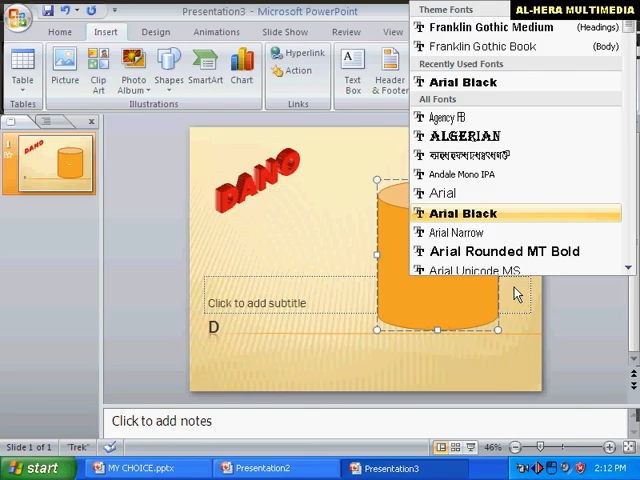 Presentation3 - Microsoft PowerPoint
Theme Fonts
AL-HERA MULTIMEDIA
Home
Insert
Design
Animations
Slide Show
Review
View
Franklin Gothic Medium
(Headings)
Franklin Gothic Book
(Body)
Recently Used Fonts
Arial Black
All Fonts
Agency FB
ALGERIAN
Andale Mono IPA
Arial
Arial Black
Arial Narrow
Arial Rounded MT Bold
Arial Unicode MS
Table
Picture
Clip Art
Photo Album
Shapes
SmartArt
Chart
Hyperlink
Action
Text Box
Header & Footer
Tables
Illustrations
Links
1
DANO
DANO
Click to add subtitle
D
Click to add notes
Slide 1 of 1
"Trek"
46%
start
MY CHOICE.pptx
Presentation2
Presentation3
2:12 PM